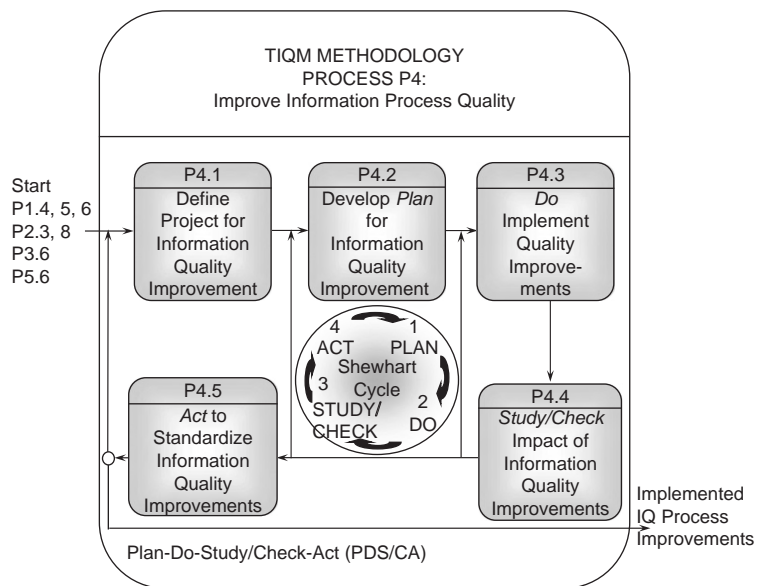 TIQM METHODOLOGY
PROCESS P4:
Improve Information Process Quality
Start
P1.4, 5, 6
P2.3, 8
P3.6
P5.6
P4.1
Define
Project for
Information
Quality
Improvement
P4.2
Develop Plan
for
Information
Quality
Improvement
P4.3
Do
Implement
Quality
Improve-
ments
4
ACT
1
PLAN
Shewhart
Cycle
3
STUDY/
CHECK
2
DO
P4.5
Act to
Standardize
Information
Quality
Improvements
P4.4
Study/Check
Impact of
Information
Quality
Improvements
Implemented
IQ Process
Improvements
Plan-Do-Study/Check-Act (PDS/CA)